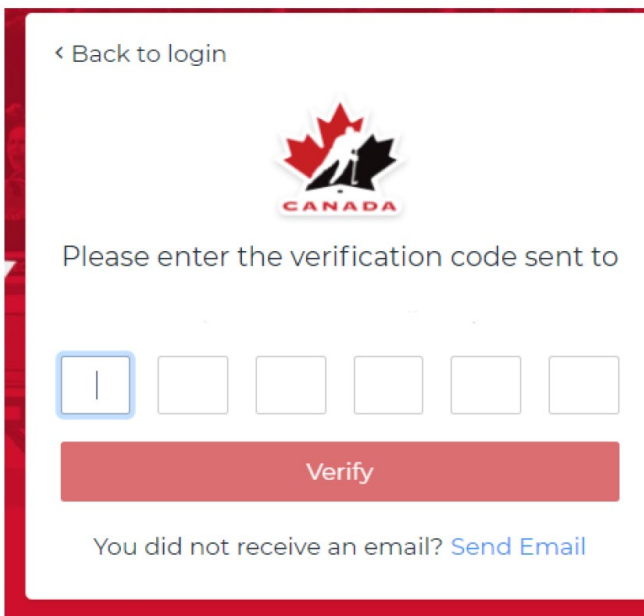 ‹ Back to login
CANADA
Please enter the verification code sent to
Verify
You did not receive an email? Send Email